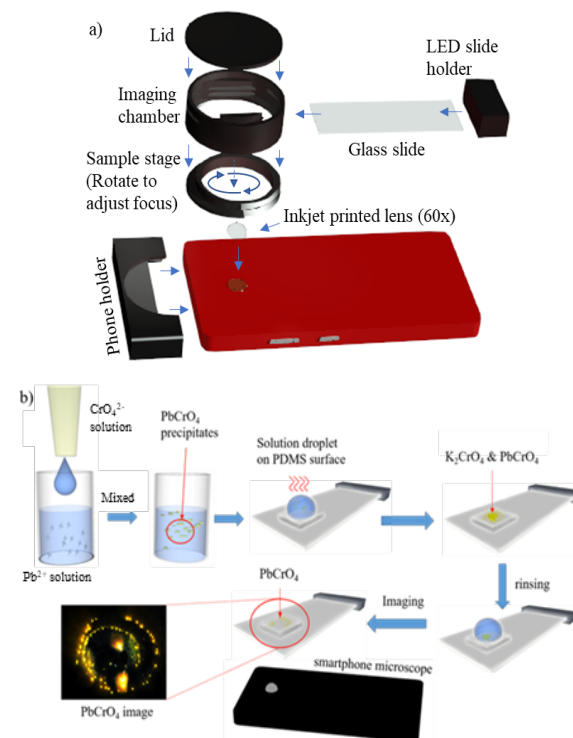 a)
Lid
LED slide
holder
Imaging
chamber
Glass slide
Sample stage
(Rotate to
adjust focus)
Inkjet printed lens (60x)
Phone holder
b)
CrO₄²⁻
solution
PbCrO₄
precipitates
Solution droplet
on PDMS surface
K₂CrO₄ & PbCrO₄
Mixed
Pb²⁺ solution
rinsing
PbCrO₄
Imaging
smartphone microscope
PbCrO₄ image